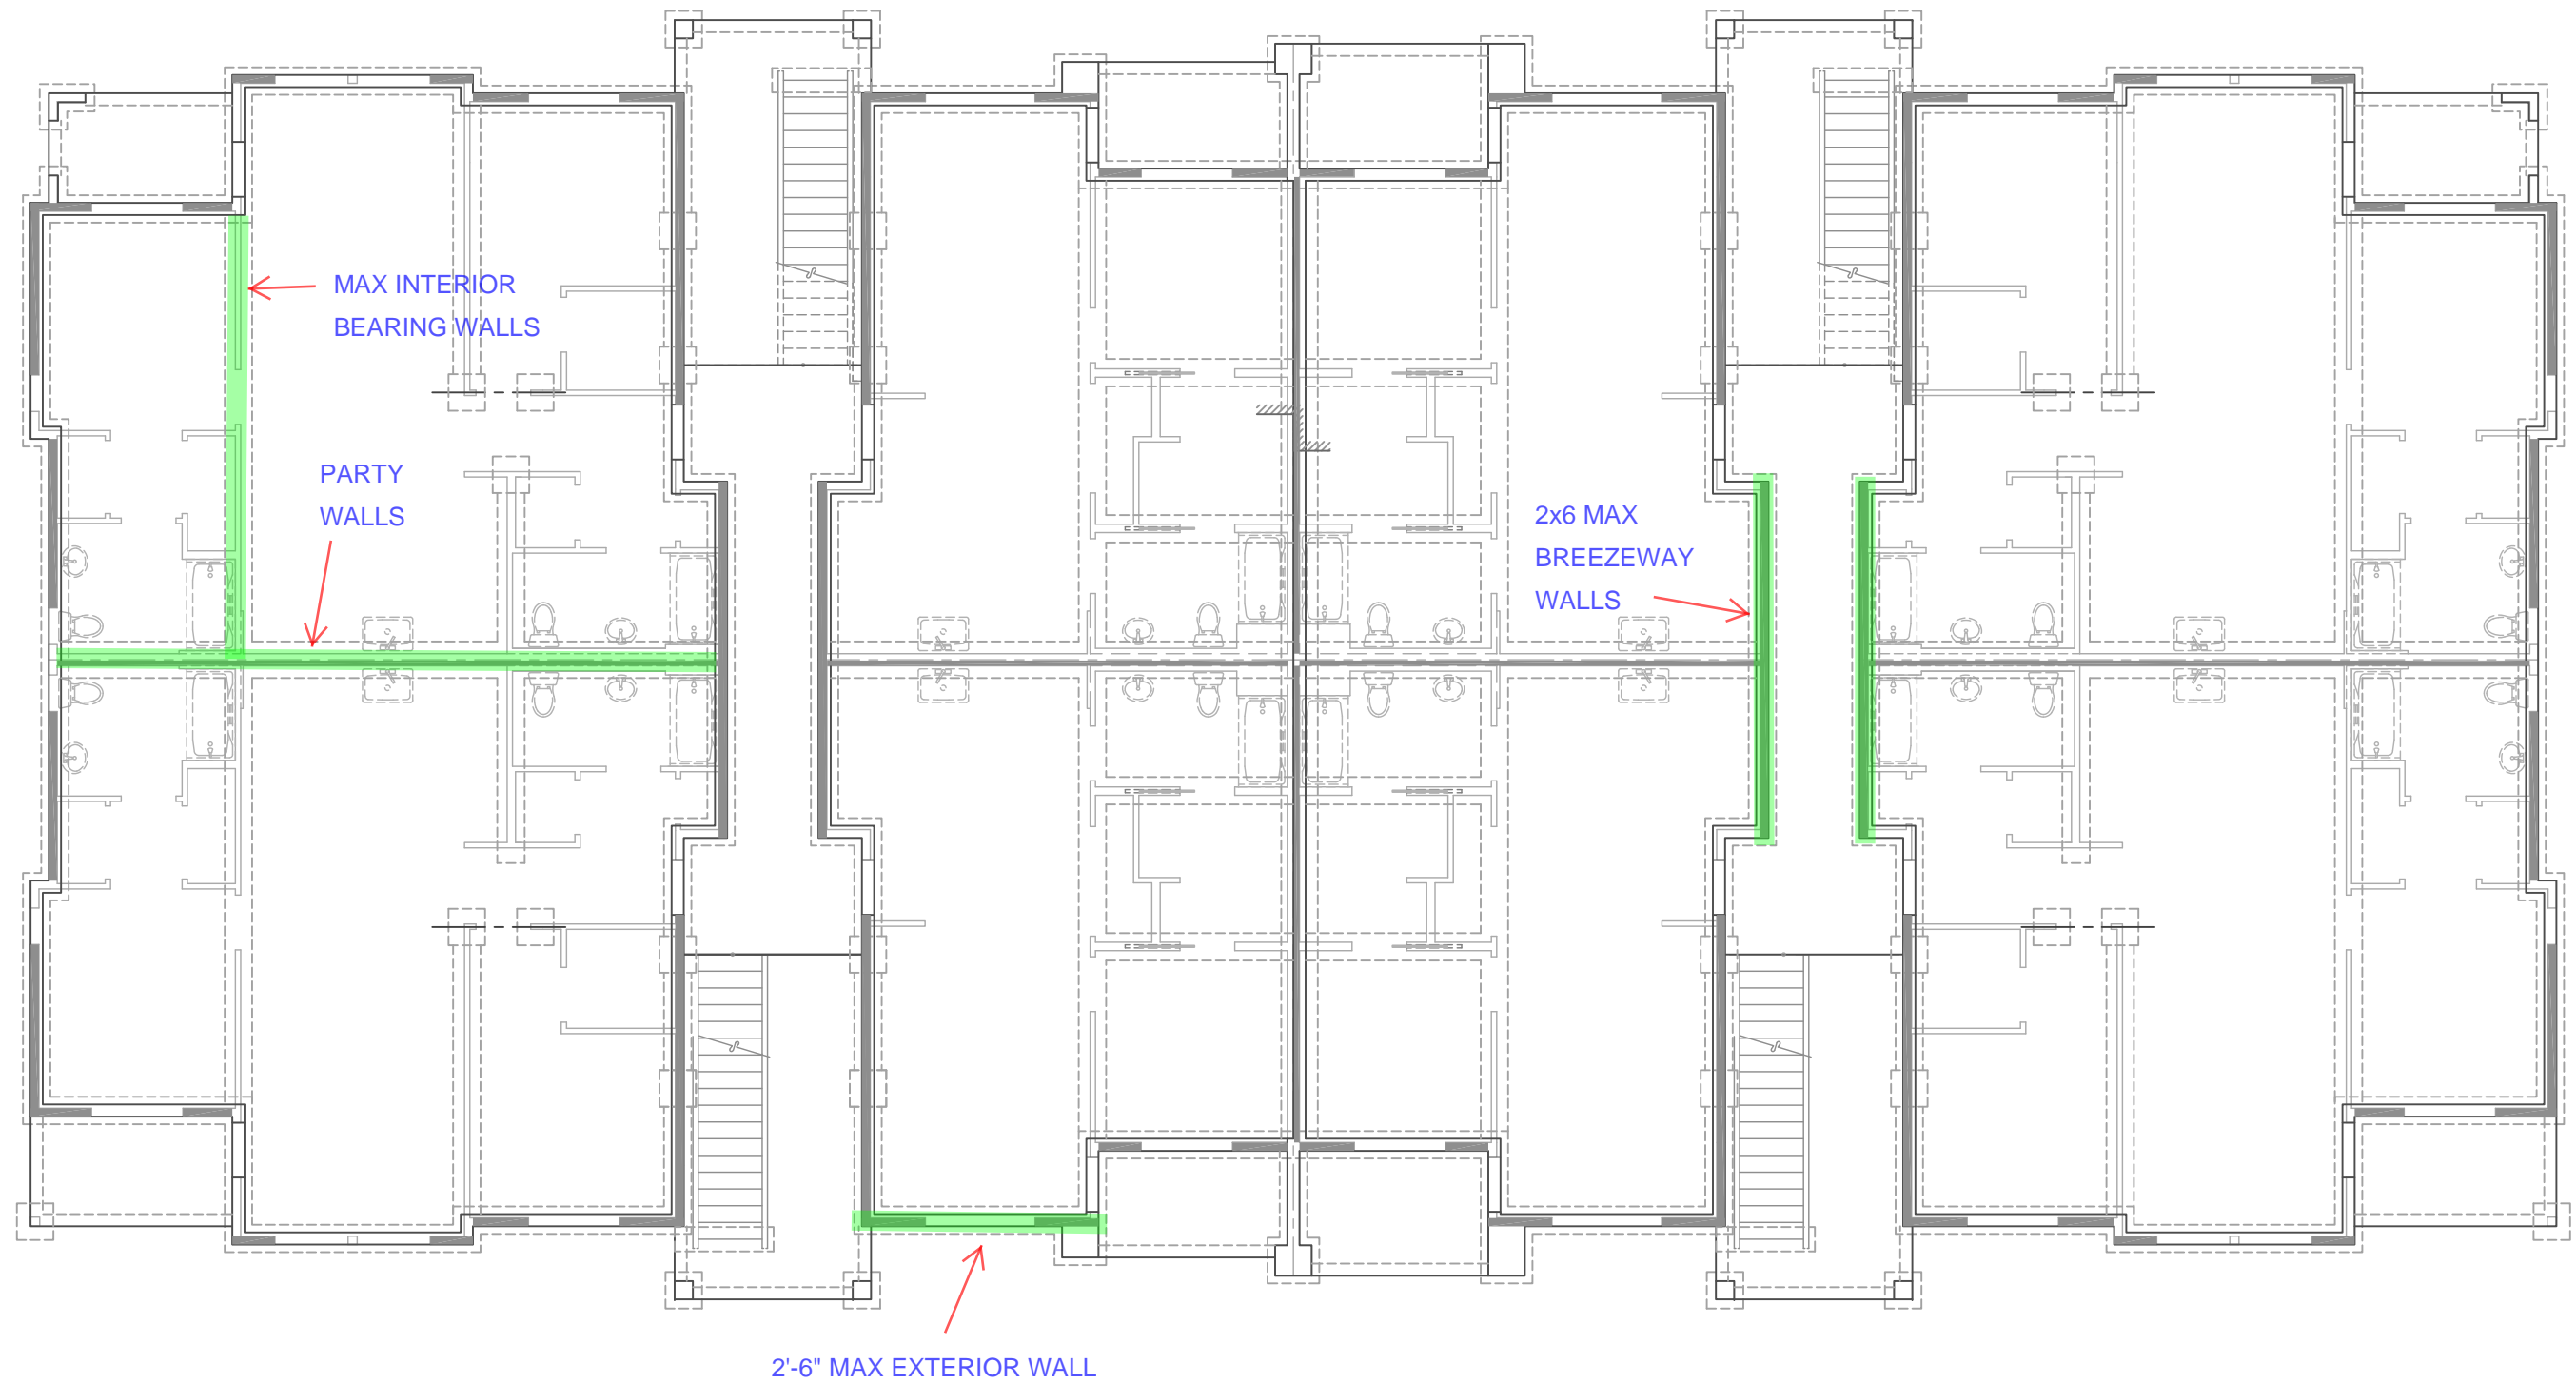 MAX INTERIOR
BEARING WALLS
PARTY
WALLS
2x6 MAX
BREEZEWAY
WALLS
2'-6" MAX EXTERIOR WALL